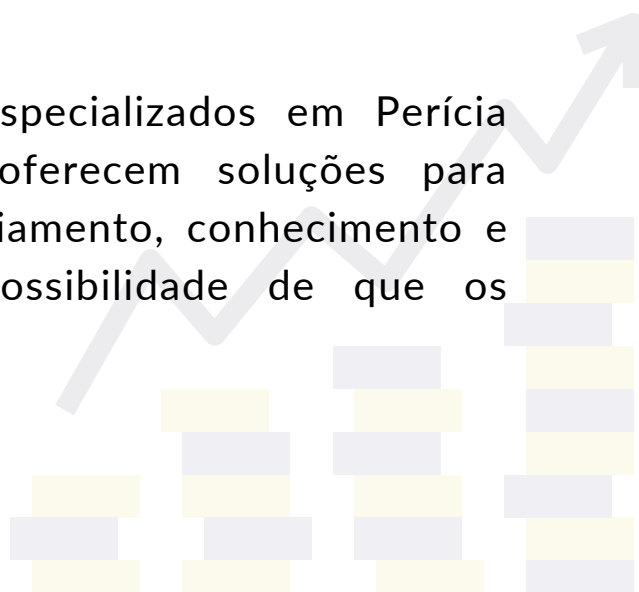 specializados em Perícia
oferecem soluções para
iamento, conhecimento e
ossibilidade de que os